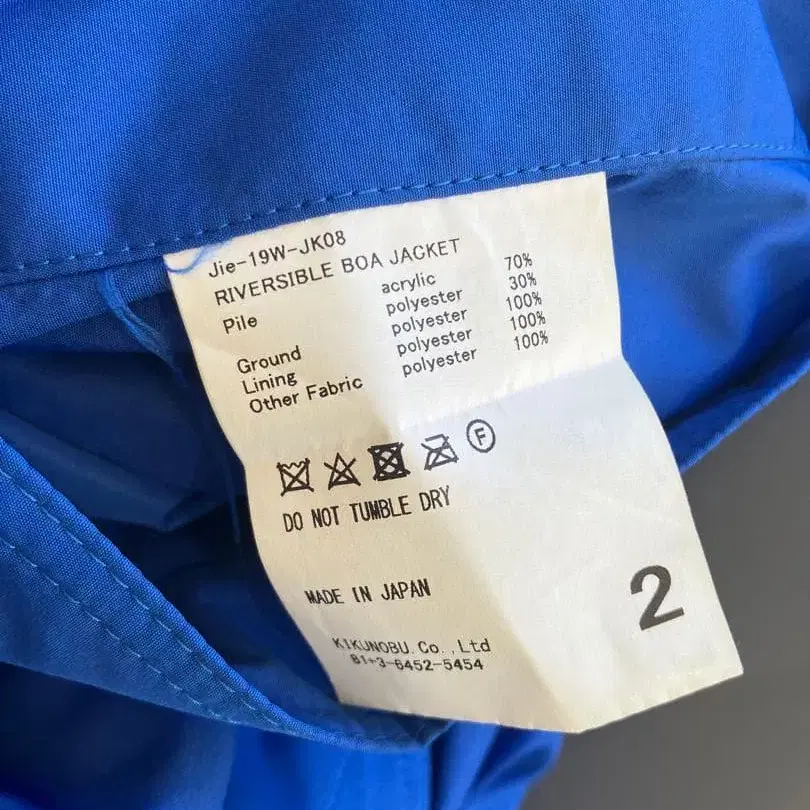 Jie-19W-JK08
RIVERSIBLE BOA JACKET
Pile acrylic 70%
polyester 30%
Ground polyester 100%
Lining polyester 100%
Other Fabric polyester 100%
F
DO NOT TUMBLE DRY
MADE IN JAPAN
2
KIKUNOBU.Co.,Ltd
81+3-6452-5454